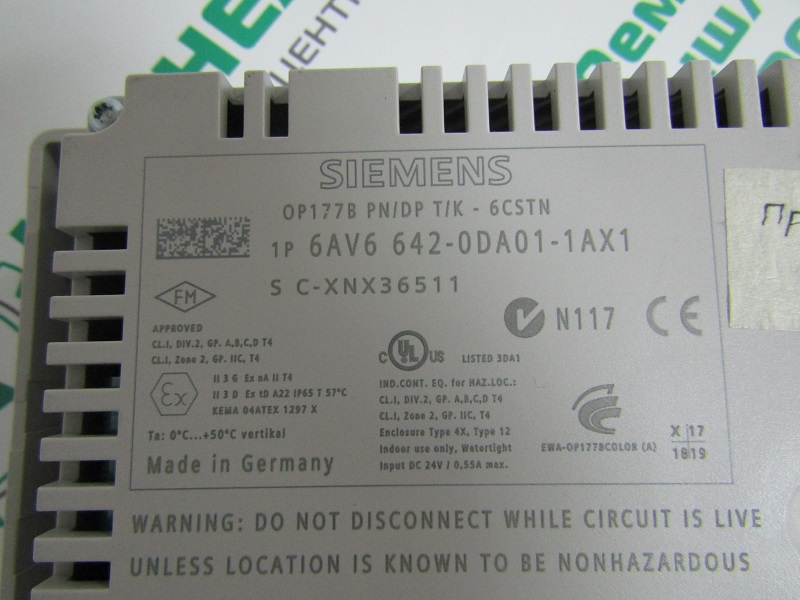 SIEMENS
OP177B PN/DP T/K - 6CSTN
1P 6AV6 642-0DA01-1AX1
S C-XNX36511
FM
APPROVED
CL.I, DIV.2, GP. A,B,C,D T4
CL.I, Zone 2, GP. IIC, T4
Ex
II 3 G Ex nA II T4
II 3 D Ex tD A22 IP65 T 57°C
KEMA 04ATEX 1297 X
Ta: 0°C...+50°C vertikal
Made in Germany
N117
CE
C UL US LISTED 3DA1
IND.CONT. EQ. for HAZ.LOC.:
CL.I, DIV.2, GP. A,B,C,D T4
CL.I, Zone 2, GP. IIC, T4
Enclosure Type 4X, Type 12
Indoor use only, Watertight
Input DC 24V / 0.55A max.
EWA-OP177BCOLOR (A)
X 17
18 19
WARNING: DO NOT DISCONNECT WHILE CIRCUIT IS LIVE
UNLESS LOCATION IS KNOWN TO BE NONHAZARDOUS